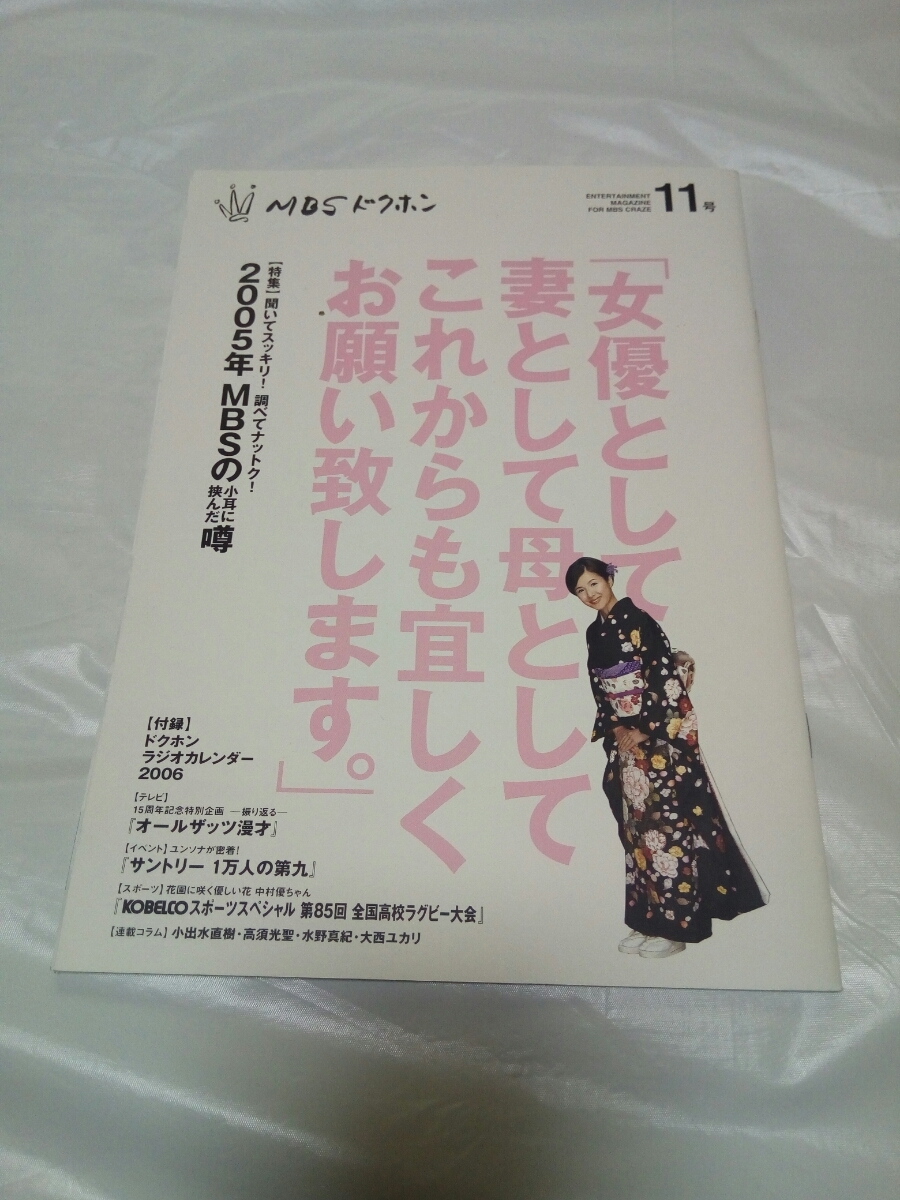 MBSドクホン
ENTERTAINMENT
MAGAZINE
FOR MBS CRAZE
11号
「女優として
妻として母として
これからも宜しく
お願い致します。」
【特集】聞いてスッキリ！調べてナットク！
2005年 MBSの小耳に挟んだ噂
【付録】
ドクホン
ラジオカレンダー
2006
【テレビ】
15周年記念特別企画 ―振り返る―
『オールザッツ漫才』
【イベント】ユンソナが密着！
『サントリー 1万人の第九』
【スポーツ】花園に咲く優しい花 中村優ちゃん
『KOBELCOスポーツスペシャル 第85回 全国高校ラグビー大会』
【連載コラム】小出水直樹・高須光聖・水野真紀・大西ユカリ